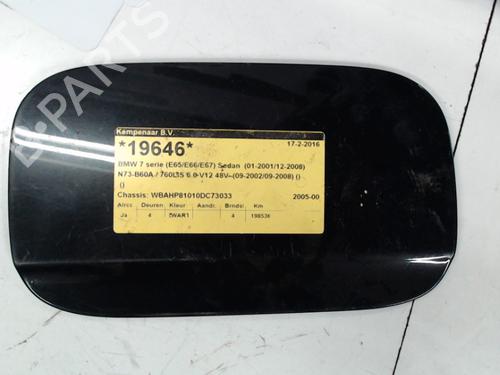 B-PARTS
Kempenaar B.V.
17-2-2016
*19646*
BMW 7 serie (E65/E66/E67) Sedan (01-2001/12-2008)
N73-B60A / 760Li 6.0 V12 48V (09-2002/09-2008) ()
()
Chassis: WBAHP81010DC73033 2005-00
Airco Deuren Kleur Aandr. Brndst. Km
Ja 4 5WAR1 4 198536